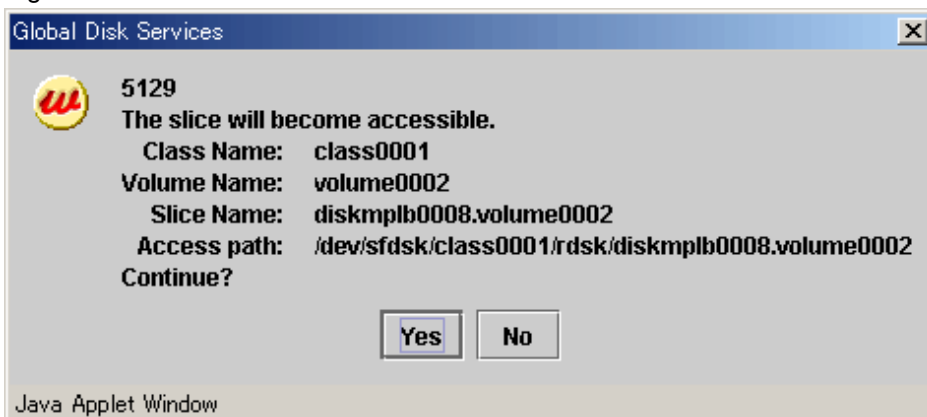 Global Disk Services
5129
The slice will become accessible.
Class Name: class0001
Volume Name: volume0002
Slice Name: diskmplb0008.volume0002
Access path: /dev/sfdsk/class0001/rdsk/diskmplb0008.volume0002
Continue?
Yes No
Java Applet Window